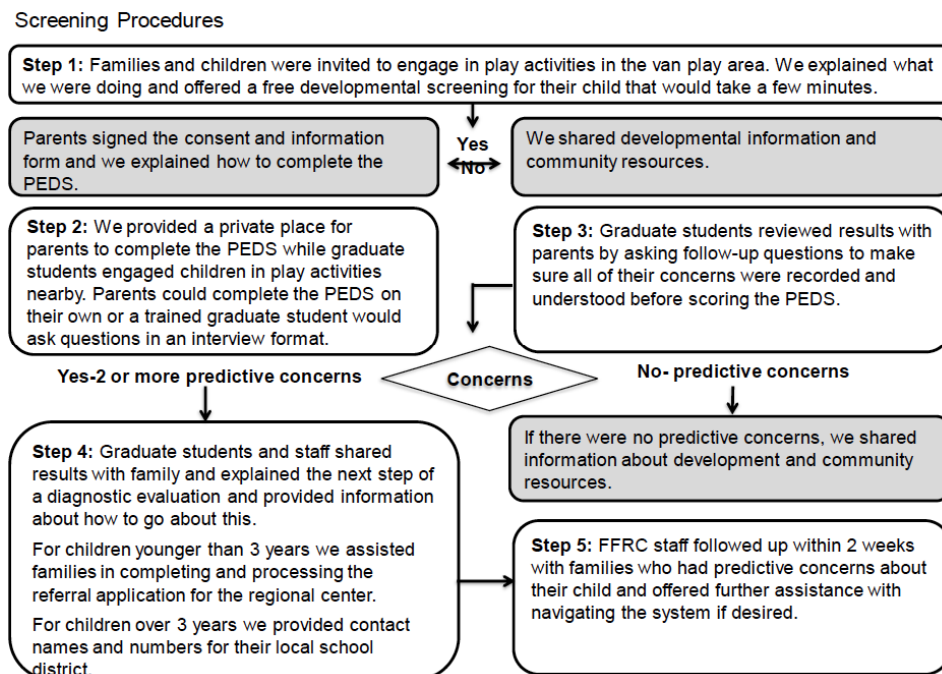 Screening Procedures
Step 1: Families and children were invited to engage in play activities in the van play area. We explained what
we were doing and offered a free developmental screening for their child that would take a few minutes.
Parents signed the consent and information
form and we explained how to complete the
PEDS.
Yes
No
We shared developmental information and
community resources.
Step 2: We provided a private place for
parents to complete the PEDS while graduate
students engaged children in play activities
nearby. Parents could complete the PEDS on
their own or a trained graduate student would
ask questions in an interview format.
Step 3: Graduate students reviewed results with
parents by asking follow-up questions to make
sure all of their concerns were recorded and
understood before scoring the PEDS.
Yes-2 or more predictive concerns
Concerns
No- predictive concerns
Step 4: Graduate students and staff shared
results with family and explained the next step of
a diagnostic evaluation and provided information
about how to go about this.
For children younger than 3 years we assisted
families in completing and processing the
referral application for the regional center.
For children over 3 years we provided contact
names and numbers for their local school
district.
If there were no predictive concerns, we shared
information about development and community
resources.
Step 5: FFRC staff followed up within 2 weeks
with families who had predictive concerns about
their child and offered further assistance with
navigating the system if desired.